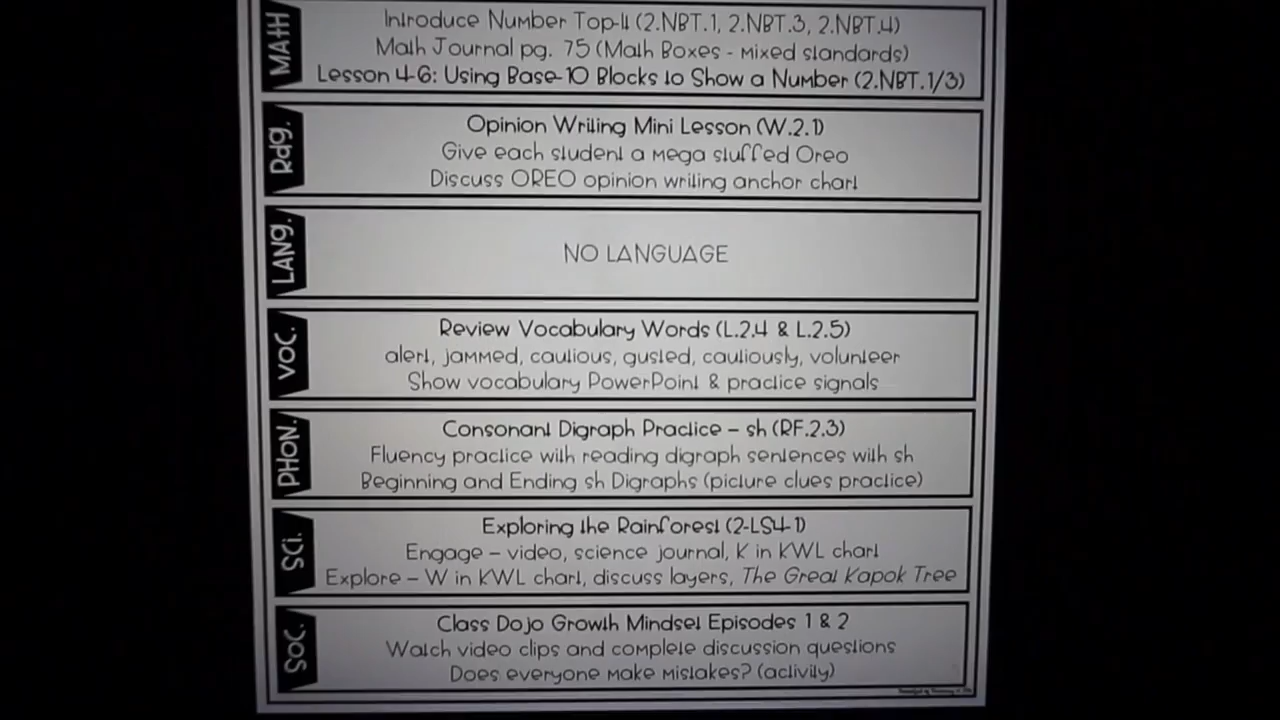 MATH
Introduce Number Top-It (2.NBT.1, 2.NBT.3, 2.NBT.4)
Math Journal pg. 75 (Math Boxes - mixed standards)
Lesson 4-6: Using Base-10 Blocks to Show a Number (2.NBT.1/3)
Rdg.
Opinion Writing Mini Lesson (W.2.1)
Give each student a mega stuffed Oreo
Discuss OREO opinion writing anchor chart
LANG.
NO LANGUAGE
VOC.
Review Vocabulary Words (L.2.4 & L.2.5)
alert, jammed, cautious, gusted, cautiously, volunteer
Show vocabulary PowerPoint & practice signals
PHON.
Consonant Digraph Practice – sh (RF.2.3)
Fluency practice with reading digraph sentences with sh
Beginning and Ending sh Digraphs (picture clues practice)
SCi.
Exploring the Rainforest (2-LS4-1)
Engage – video, science journal, K in KWL chart
Explore – W in KWL chart, discuss layers, The Great Kapok Tree
SOC.
Class Dojo Growth Mindset Episodes 1 & 2
Watch video clips and complete discussion questions
Does everyone make mistakes? (activity)